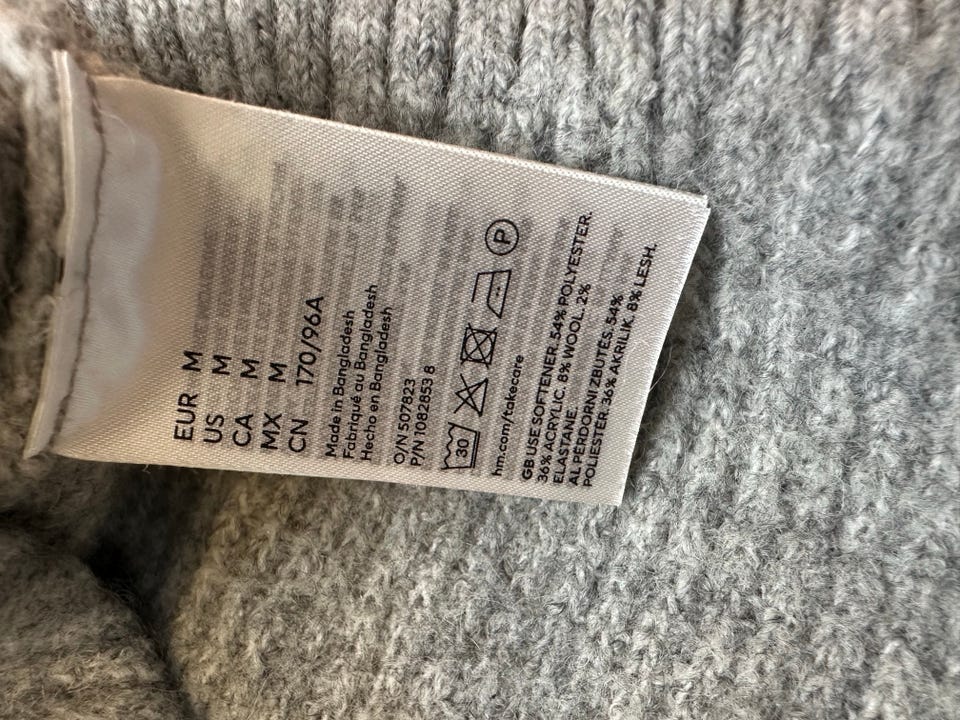 EUR M
US M
CA M
MX M
CN 170/96A
Made in Bangladesh
Fabriqué au Bangladesh
Hecho en Bangladesh
O/N 507823
P/N 1082853 8
30 P
hm.com/takecare
GB USE SOFTENER. 54% POLYESTER.
36% ACRYLIC. 8% WOOL. 2%
ELASTANE.
AL PERDORNI ZBUTËS. 54%
POLIESTER. 36% AKRILIK. 8% LESH.